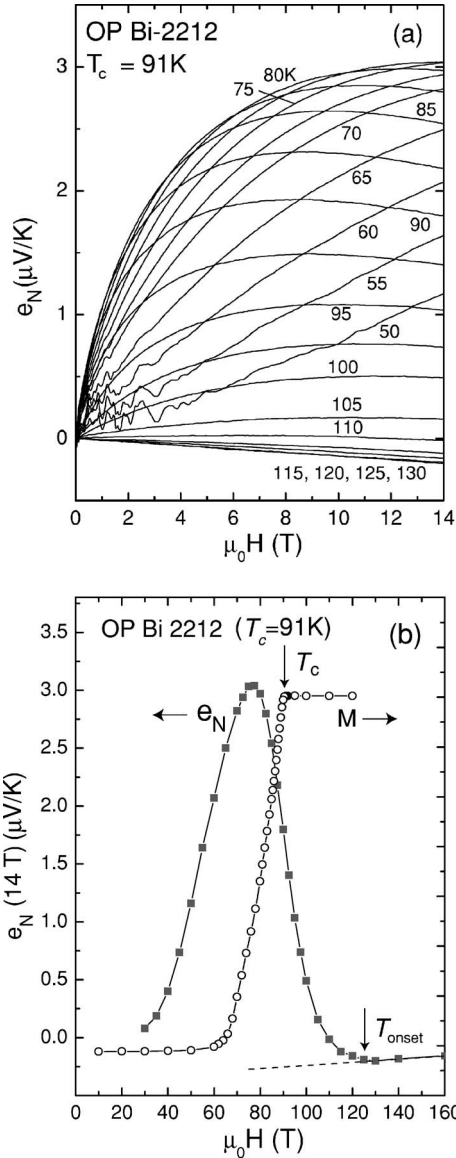 OP Bi-2212
(a)
T_c = 91K
3
2
1
0
e_N(μV/K)
80K
75
85
70
65
90
60
55
95
50
100
105
110
115, 120, 125, 130
0 2 4 6 8 10 12 14
μ₀H (T)
OP Bi 2212 (T_c=91K)
(b)
T_c
e_N
M
T_onset
3.5
3.0
2.5
2.0
1.5
1.0
0.5
0.0
e_N (14 T) (μV/K)
0 20 40 60 80 100 120 140 160
μ₀H (T)